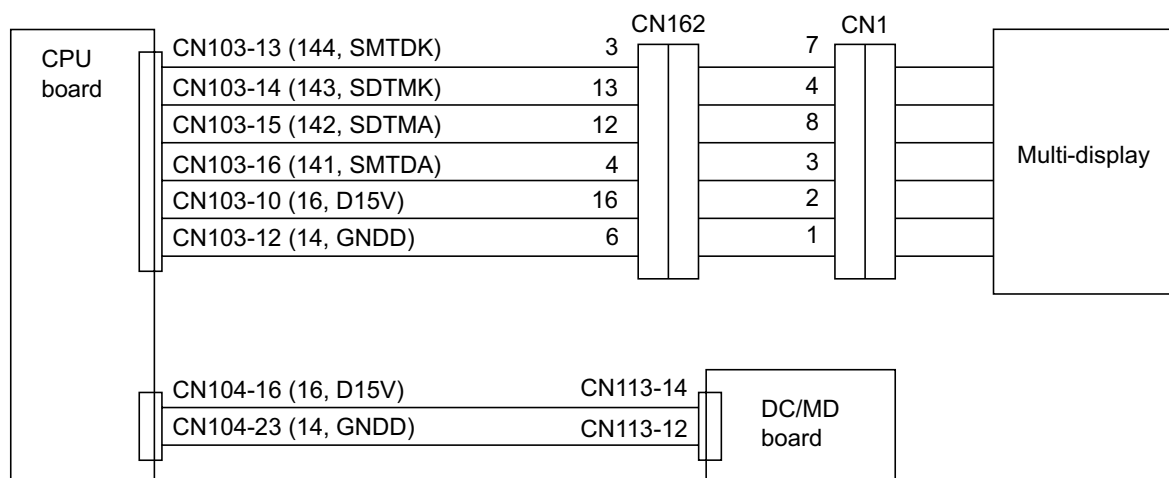 CN162 CN1
CPU board
CN103-13 (144, SMTDK) 3 7
CN103-14 (143, SDTMK) 13 4
CN103-15 (142, SDTMA) 12 8
CN103-16 (141, SMTDA) 4 3
Multi-display
CN103-10 (16, D15V) 16 2
CN103-12 (14, GNDD) 6 1
CN104-16 (16, D15V) CN113-14
CN104-23 (14, GNDD) CN113-12
DC/MD
board